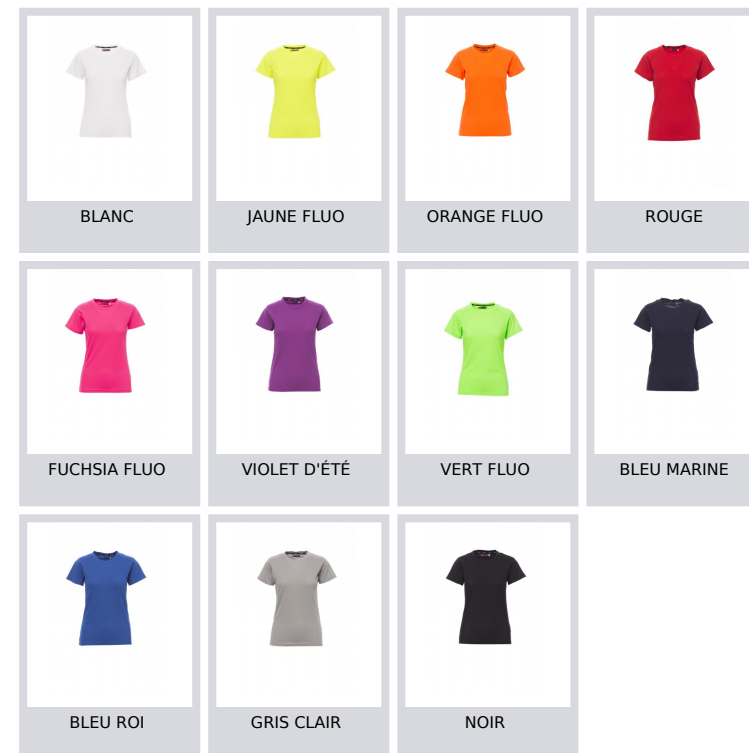 BLANC
JAUNE FLUO
ORANGE FLUO
ROUGE
FUCHSIA FLUO
VIOLET D'ÉTÉ
VERT FLUO
BLEU MARINE
BLEU ROI
GRIS CLAIR
NOIR